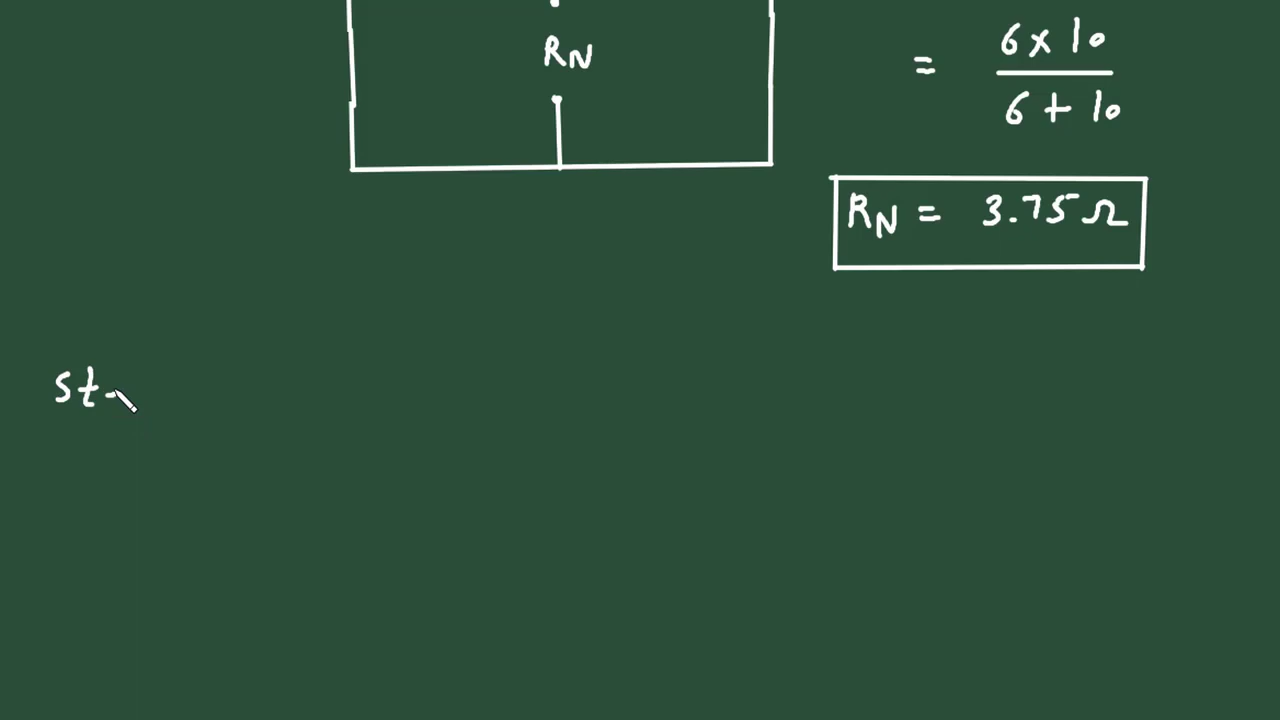 RN
= 6 x 10
6 + 10
RN = 3.75 Ω
st